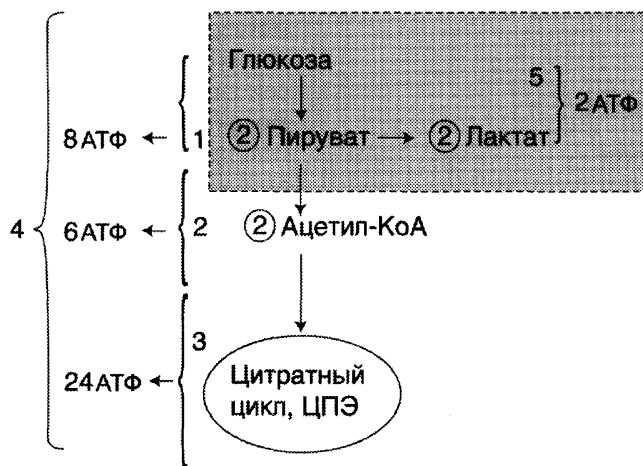 Глюкоза
5
2АТФ
8АТФ
1
2 Пируват
2 Лактат
4
6АТФ
2
2 Ацетил-КоА
3
24АТФ
Цитратный
цикл, ЦПЭ